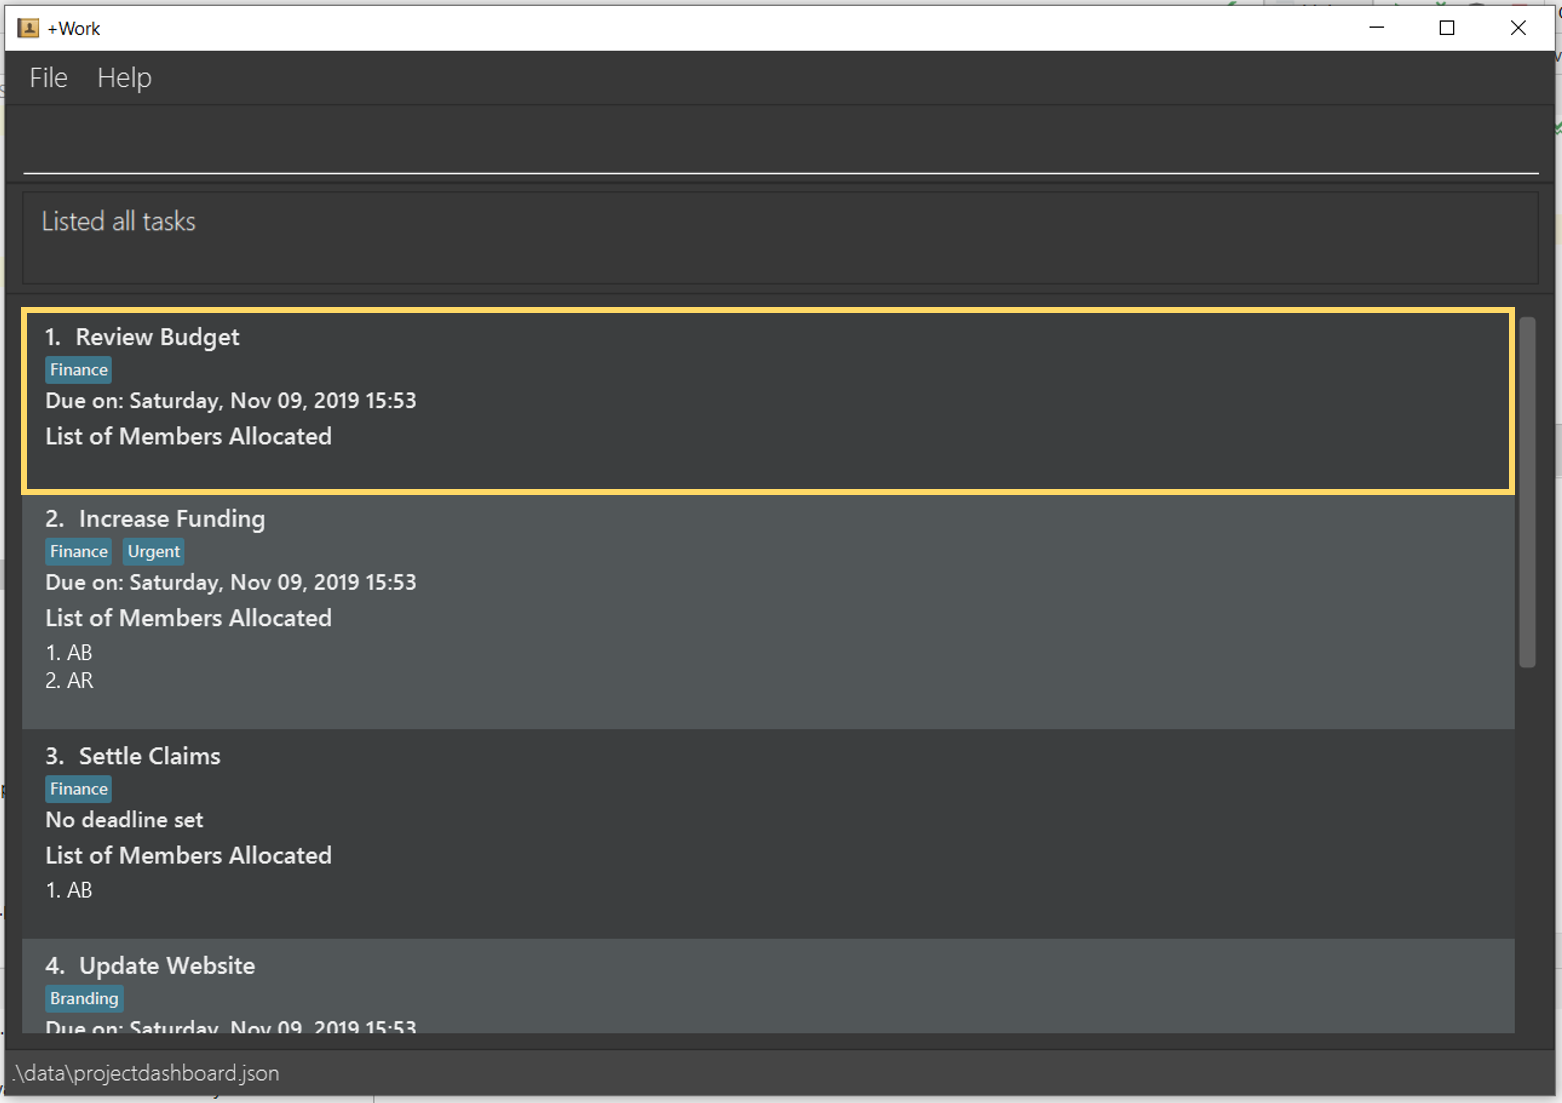 +Work
File Help
Listed all tasks
1. Review Budget
Finance
Due on: Saturday, Nov 09, 2019 15:53
List of Members Allocated
2. Increase Funding
Finance Urgent
Due on: Saturday, Nov 09, 2019 15:53
List of Members Allocated
1. AB
2. AR
3. Settle Claims
Finance
No deadline set
List of Members Allocated
1. AB
4. Update Website
Branding
Due on: Saturday, Nov 09, 2019 15:53
.\data\projectdashboard.json